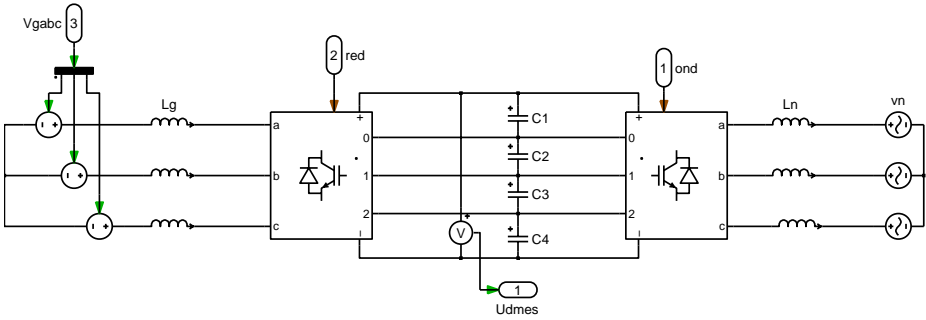 Vgabc 3
2 red
1 ond
Lg
Ln
vn
a
b
c
+
0
1
2
−
C1
C2
C3
C4
V
+
0
1
2
−
a
b
c
1
Udmes